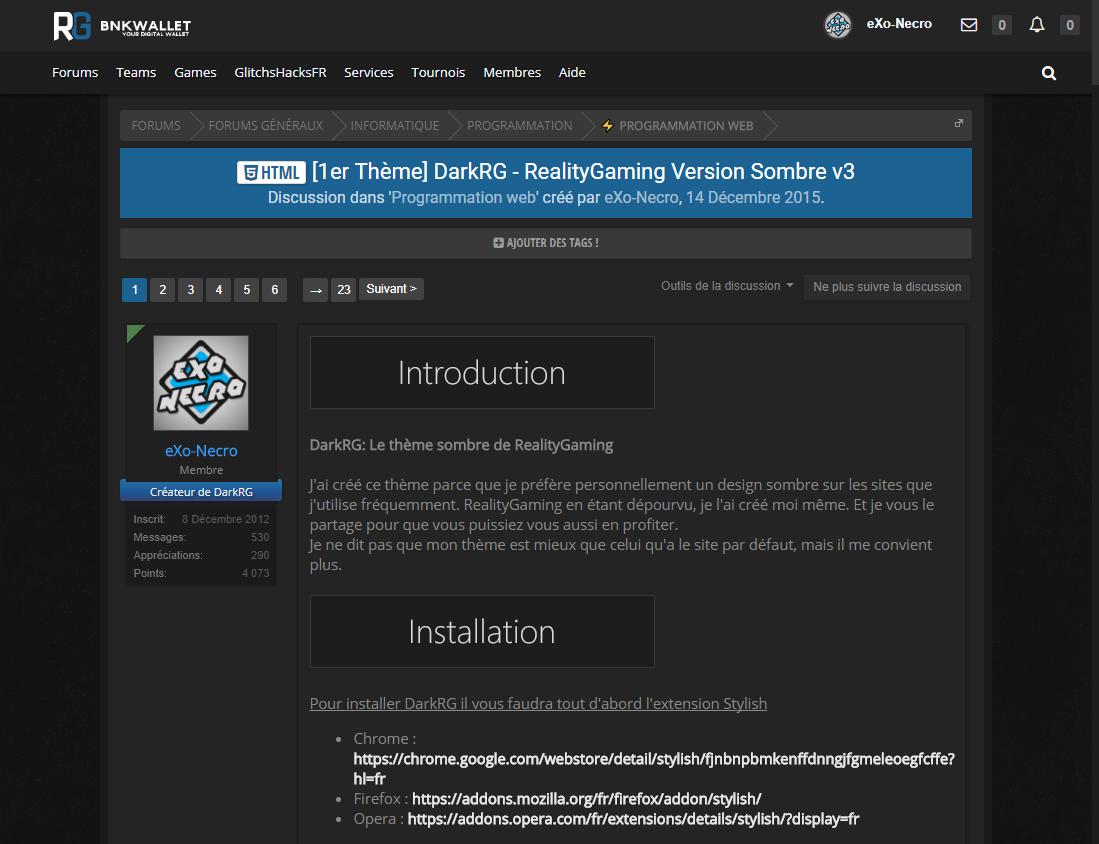 RG BNKWALLET
YOUR DIGITAL WALLET
eXo-Necro 0 0
Forums Teams Games GlitchsHacksFR Services Tournois Membres Aide
FORUMS FORUMS GÉNÉRAUX INFORMATIQUE PROGRAMMATION ⚡ PROGRAMMATION WEB
HTML [1er Thème] DarkRG - RealityGaming Version Sombre v3
Discussion dans 'Programmation web' créé par eXo-Necro, 14 Décembre 2015.
AJOUTER DES TAGS !
1 2 3 4 5 6 → 23 Suivant >
Outils de la discussion Ne plus suivre la discussion
EXO
NECRO
eXo-Necro
Membre
Créateur de DarkRG
Inscrit: 8 Décembre 2012
Messages: 530
Appréciations: 290
Points: 4 073
Introduction
DarkRG: Le thème sombre de RealityGaming
J'ai créé ce thème parce que je préfère personnellement un design sombre sur les sites que
j'utilise fréquemment. RealityGaming en étant dépourvu, je l'ai créé moi même. Et je vous le
partage pour que vous puissiez vous aussi en profiter.
Je ne dit pas que mon thème est mieux que celui qu'a le site par défaut, mais il me convient
plus.
Installation
Pour installer DarkRG il vous faudra tout d'abord l'extension Stylish
• Chrome :
https://chrome.google.com/webstore/detail/stylish/fjnbnpbmkenffdnngjfgmeleoegfcffe?
hl=fr
• Firefox : https://addons.mozilla.org/fr/firefox/addon/stylish/
• Opera : https://addons.opera.com/fr/extensions/details/stylish/?display=fr